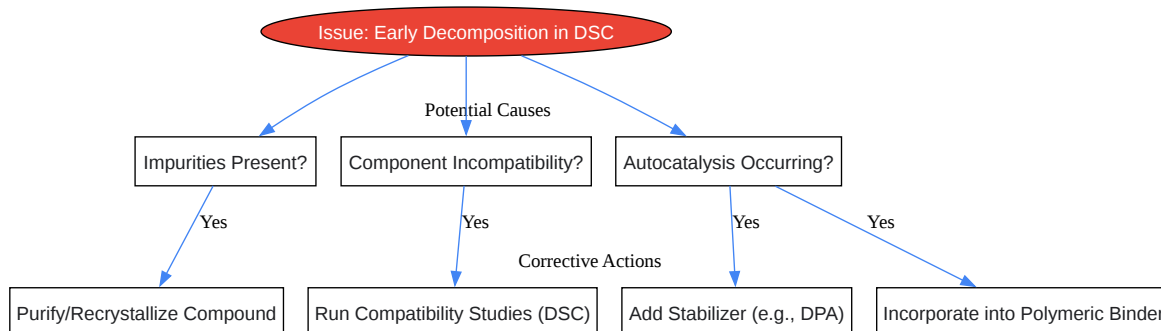 Issue: Early Decomposition in DSC
Potential Causes
Impurities Present?
Component Incompatibility?
Autocatalysis Occurring?
Yes
Yes
Yes
Yes
Corrective Actions
Purify/Recrystallize Compound
Run Compatibility Studies (DSC)
Add Stabilizer (e.g., DPA)
Incorporate into Polymeric Binder